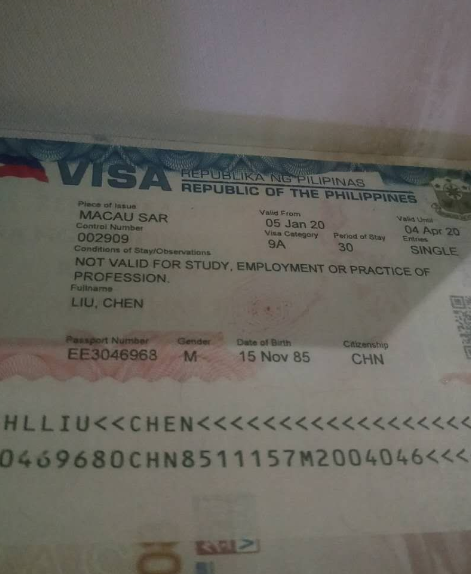 VISA
REPUBLIKA NG PILIPINAS
REPUBLIC OF THE PHILIPPINES
Place of Issue
MACAU SAR
Valid From
05 Jan 20
Valid Until
04 Apr 20
Control Number
002909
Visa Category
9A
Period of Stay
30
Entries
SINGLE
Conditions of Stay/Observations
NOT VALID FOR STUDY, EMPLOYMENT OR PRACTICE OF
PROFESSION.
Fullname
LIU, CHEN
Passport Number
EE3046968
Gender
M
Date of Birth
15 Nov 85
Citizenship
CHN
HLLIU<<CHEN<<<<<<<<<<<<<<<<<<<<<
0469680CHN8511157M2004046<<<